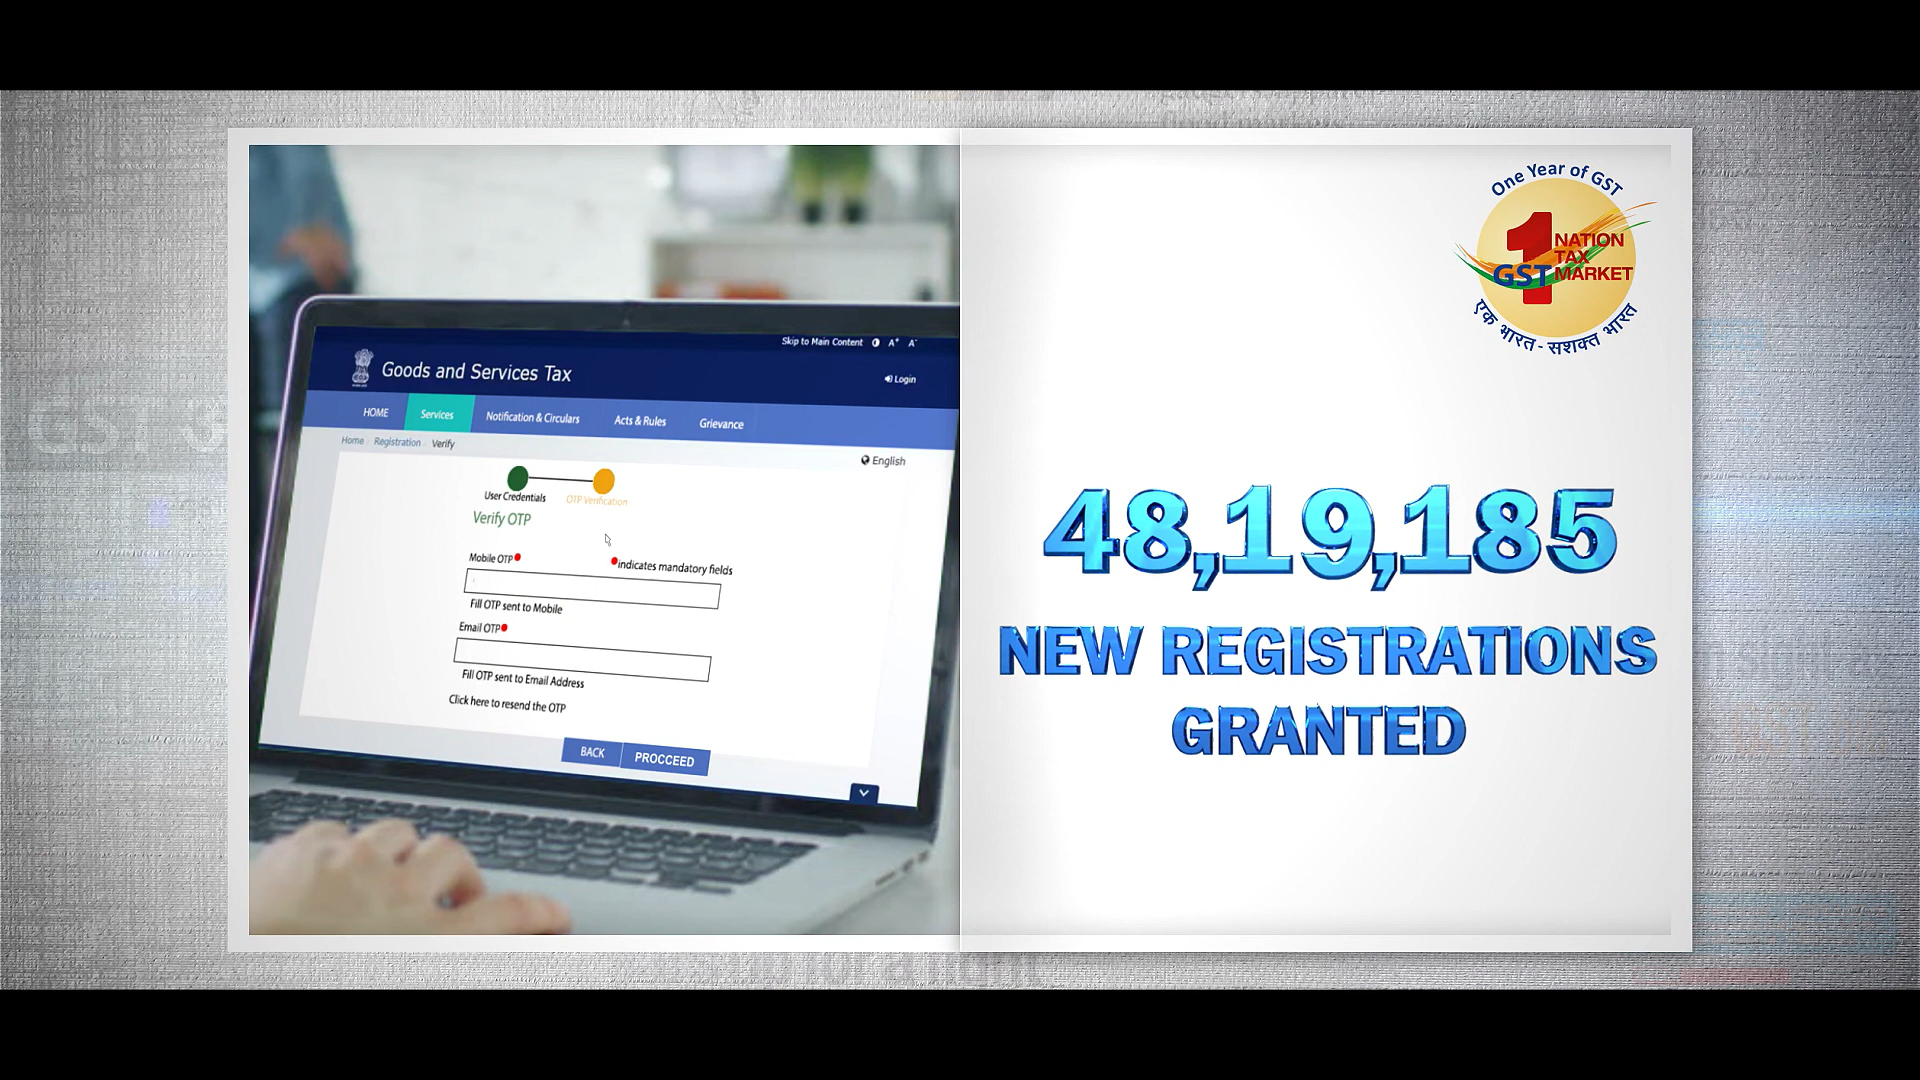 One Year of GST
1
NATION
TAX
GST MARKET
एक भारत - सशक्त भारत
Skip to Main Content A+ A-
Goods and Services Tax
Login
HOME Services Notification & Circulars Acts & Rules Grievance
Home Registration Verify
English
User Credentials OTP Verification
Verify OTP
Mobile OTP
indicates mandatory fields
Fill OTP sent to Mobile
Email OTP
Fill OTP sent to Email Address
Click here to resend the OTP
BACK PROCCEED
48,19,185
NEW REGISTRATIONS
GRANTED